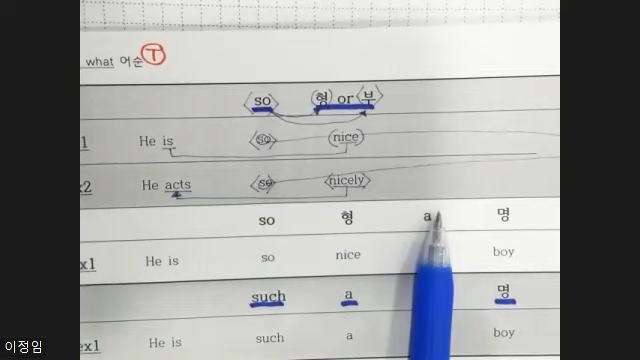 what 어순 T
so 형 or 부
1 He is so nice
x2 He acts so nicely
so 형 a 명
x1 He is so nice boy
such a 명
ex1 He is such a boy
이정임